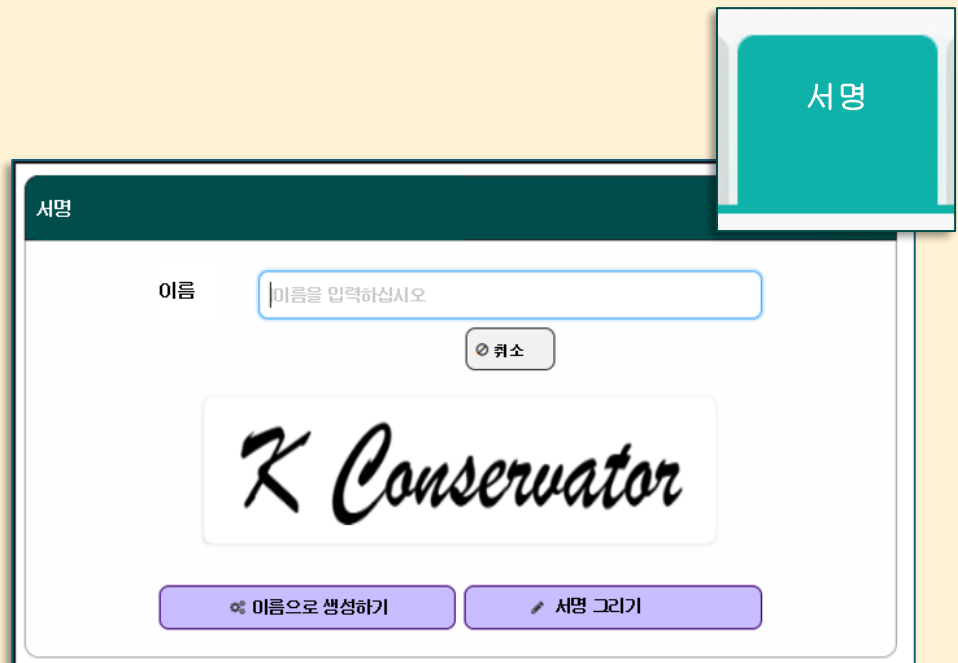 서명
서명
이름
이름을 입력하십시오
취소
K Conservator
이름으로 생성하기
서명 그리기